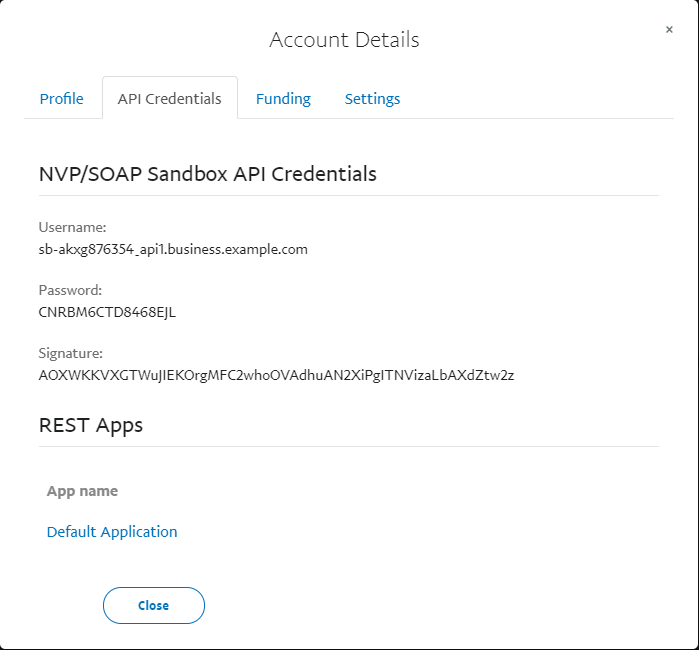 Account Details
×
Profile API Credentials Funding Settings
NVP/SOAP Sandbox API Credentials
Username:
sb-akxg876354_api1.business.example.com
Password:
CNRBM6CTD8468EJL
Signature:
AOXWKKVXGTWuJIEKOrgMFC2whoOVAdhuAN2XiPgITNVizaLbAXdZtw2z
REST Apps
App name
Default Application
Close